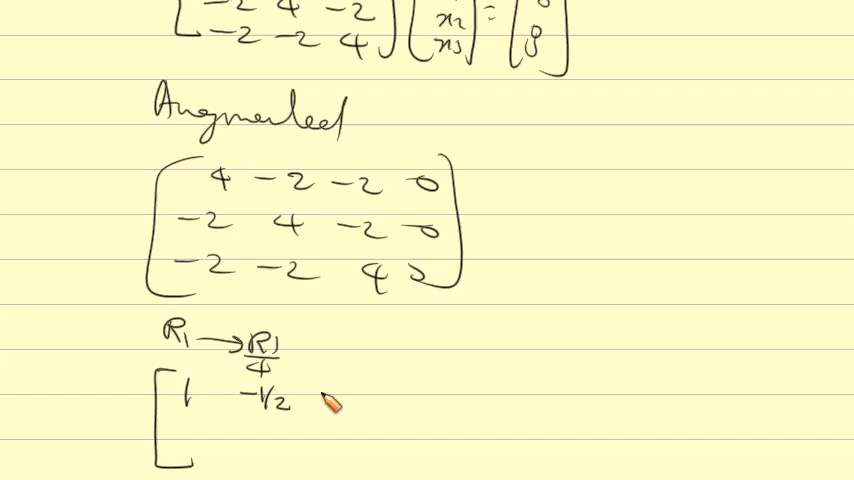 -2 4 -2 x2 =
-2 -2 4 x3 0
Augmented
4 -2 -2 0
-2 4 -2 0
-2 -2 4 0
R1 → R1/4
1 -1/2